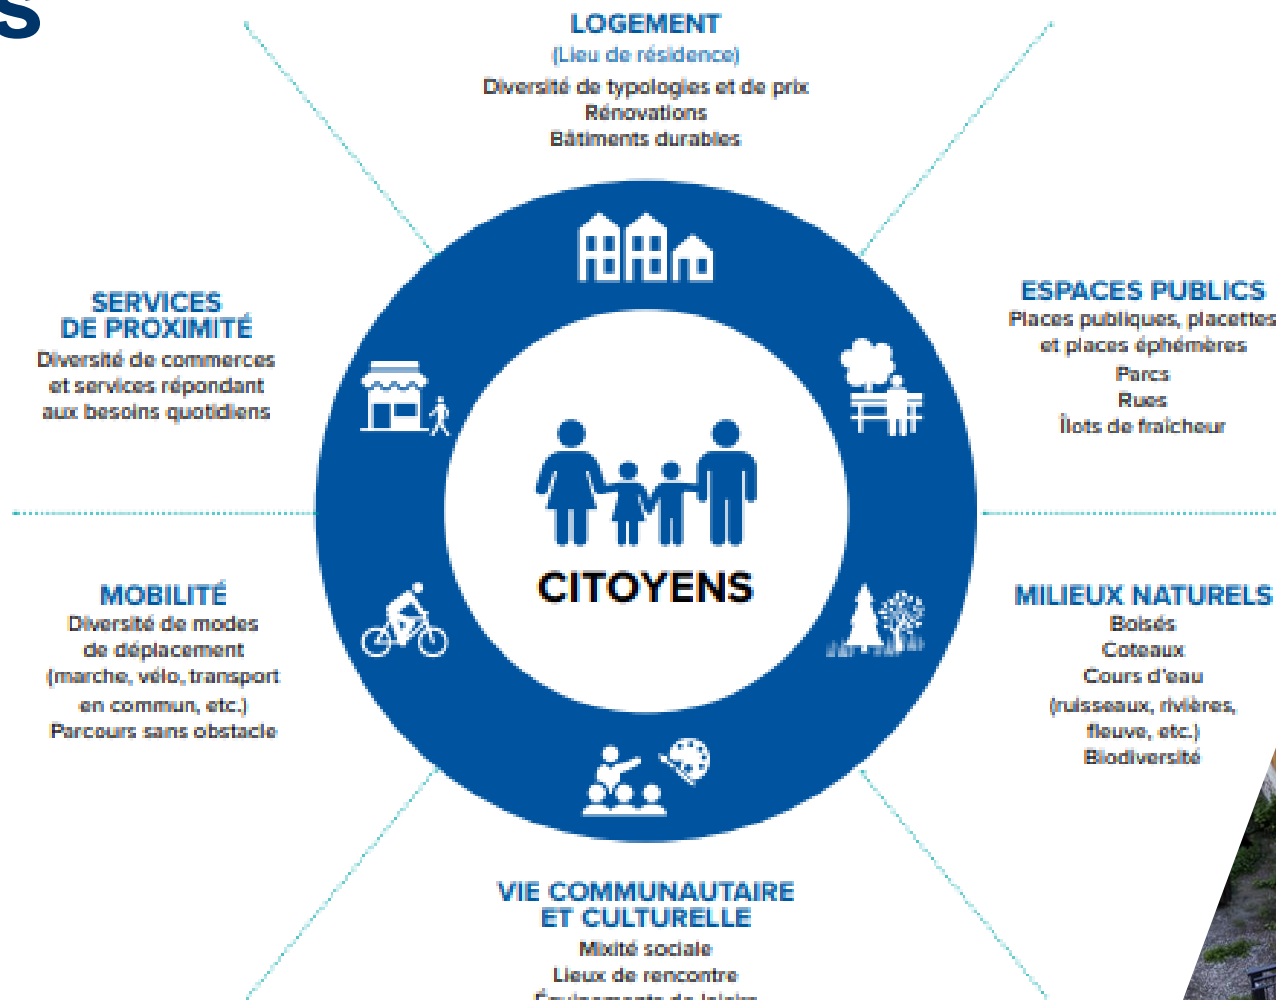 s
LOGEMENT
(Lieu de résidence)
Diversité de typologies et de prix
Rénovations
Bâtiments durables
SERVICES
DE PROXIMITÉ
Diversité de commerces
et services répondant
aux besoins quotidiens
ESPACES PUBLICS
Places publiques, placettes
et places éphémères
Parcs
Rues
Îlots de fraîcheur
CITOYENS
MOBILITÉ
Diversité de modes
de déplacement
(marche, vélo, transport
en commun, etc.)
Parcours sans obstacle
MILIEUX NATURELS
Boisés
Coteaux
Cours d'eau
(ruisseaux, rivières,
fleuve, etc.)
Biodiversité
VIE COMMUNAUTAIRE
ET CULTURELLE
Mixité sociale
Lieux de rencontre
Équipements de loisirs